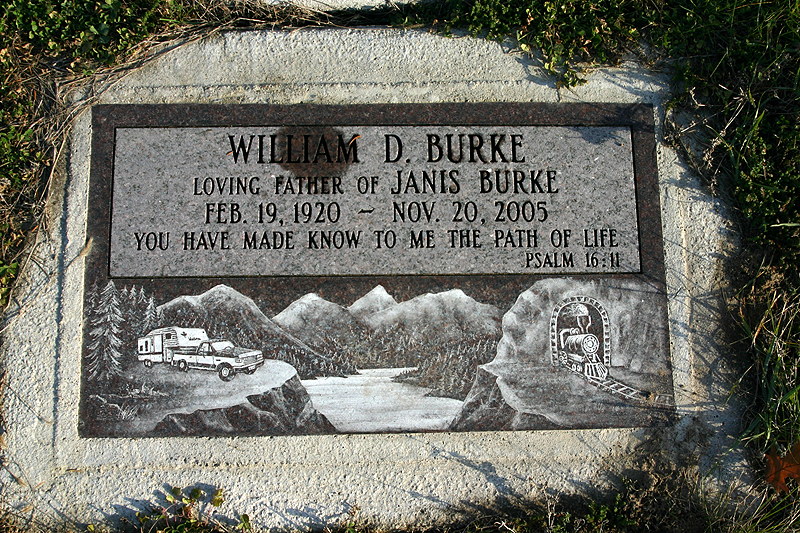 WILLIAM D. BURKE
LOVING FATHER OF JANIS BURKE
FEB. 19, 1920 ~ NOV. 20, 2005
YOU HAVE MADE KNOW TO ME THE PATH OF LIFE
PSALM 16:11